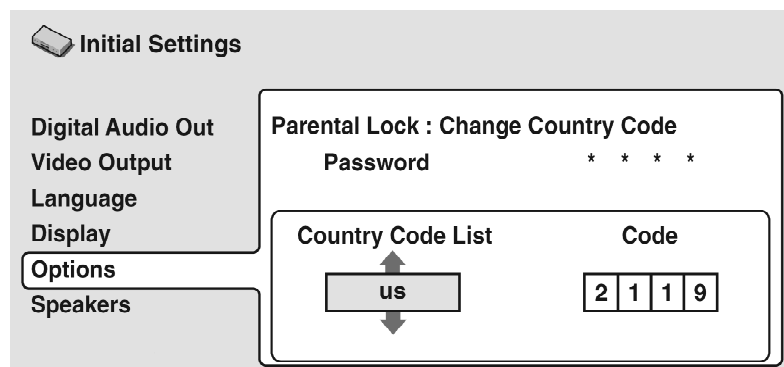 Initial Settings
Digital Audio Out
Video Output
Language
Display
Options
Speakers
Parental Lock : Change Country Code
Password * * * *
Country Code List Code
us 2 1 1 9